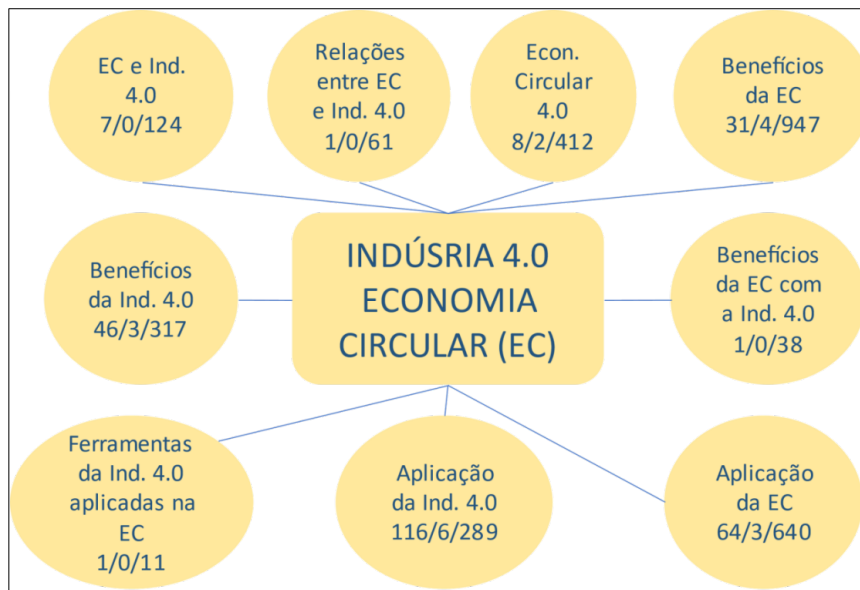 EC e Ind.
4.0
7/0/124
Relações
entre EC
e Ind. 4.0
1/0/61
Econ.
Circular
4.0
8/2/412
Benefícios
da EC
31/4/947
Benefícios
da Ind. 4.0
46/3/317
INDÚSRIA 4.0
ECONOMIA
CIRCULAR (EC)
Benefícios
da EC com
a Ind. 4.0
1/0/38
Ferramentas
da Ind. 4.0
aplicadas na
EC
1/0/11
Aplicação
da Ind. 4.0
116/6/289
Aplicação
da EC
64/3/640